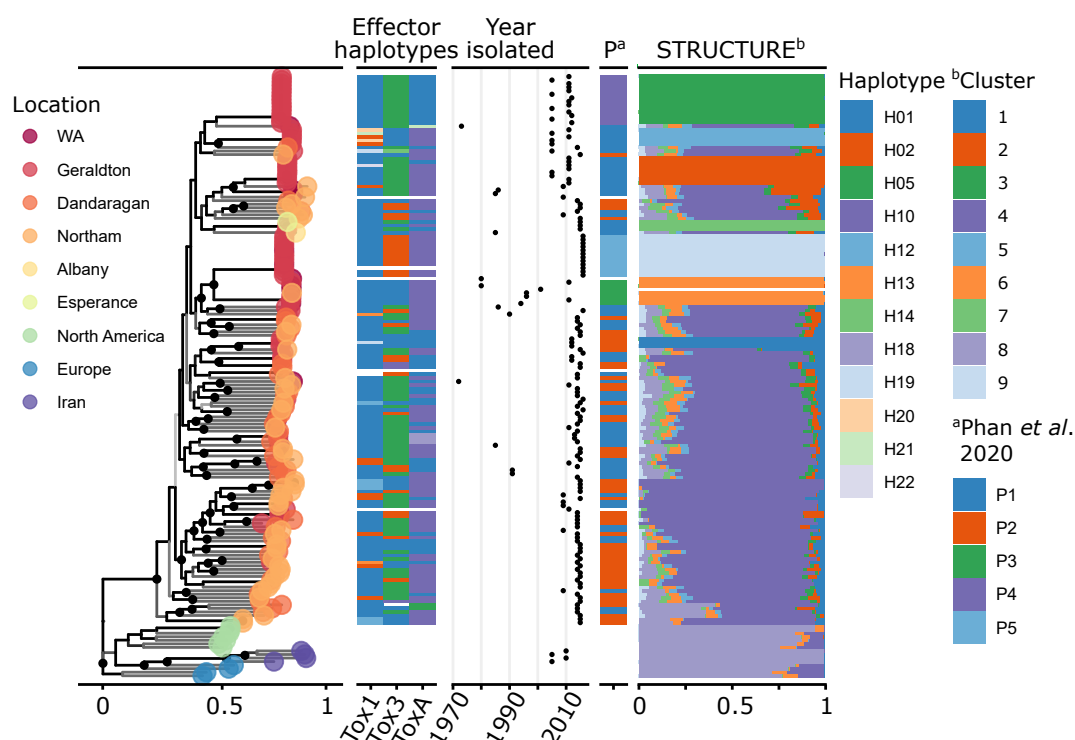 Effector
haplotypes
Year
isolated
Pᵃ
STRUCTUREᵇ
Location
WA
Geraldton
Dandaragan
Northam
Albany
Esperance
North America
Europe
Iran
Haplotype
H01
H02
H05
H10
H12
H13
H14
H18
H19
H20
H21
H22
ᵇCluster
1
2
3
4
5
6
7
8
9
ᵃPhan et al.
2020
P1
P2
P3
P4
P5
0 0.5 1
Tox1 Tox3 ToxA
1970 1990 2010
0 0.5 1